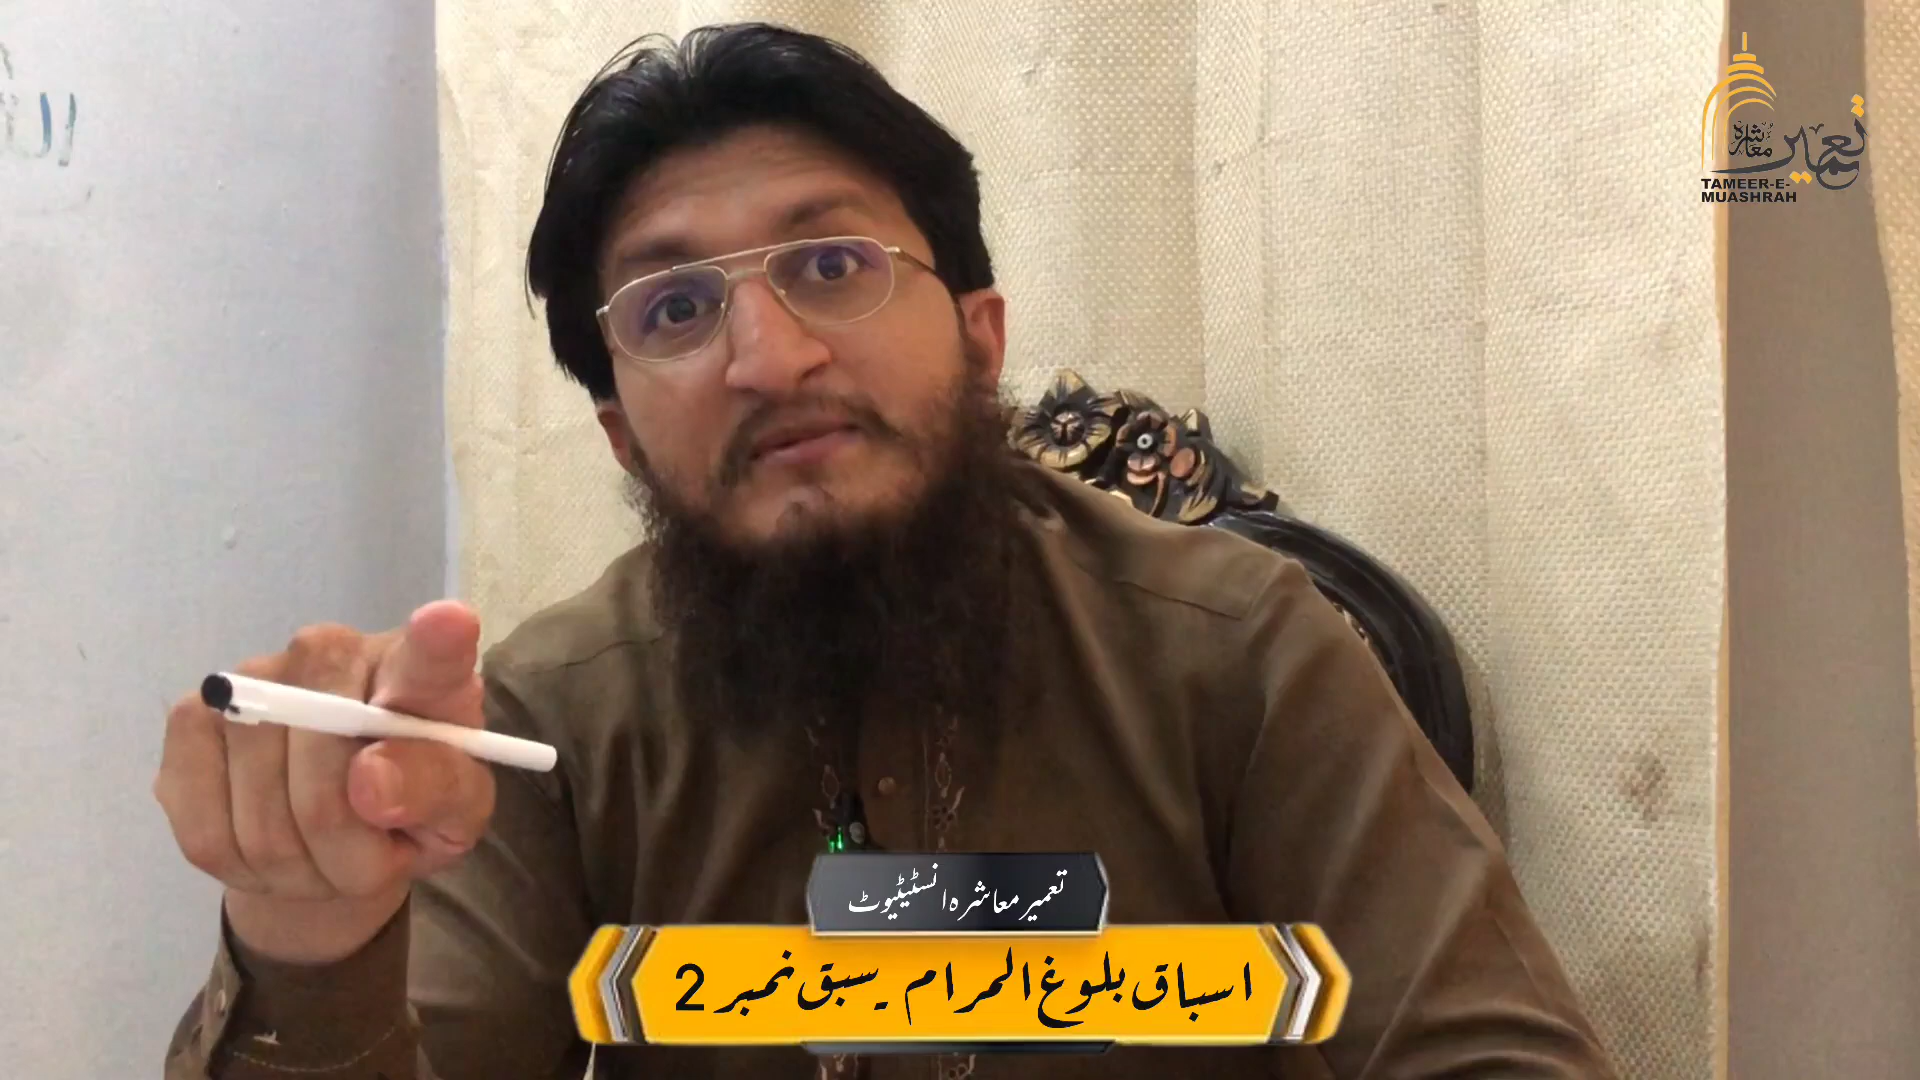 تعمیر معاشرہ
TAMEER-E-
MUASHRAH
تعمیر معاشرہ انسٹیٹیوٹ
اسباق بلوغ المرام ۔ سبق نمبر 2